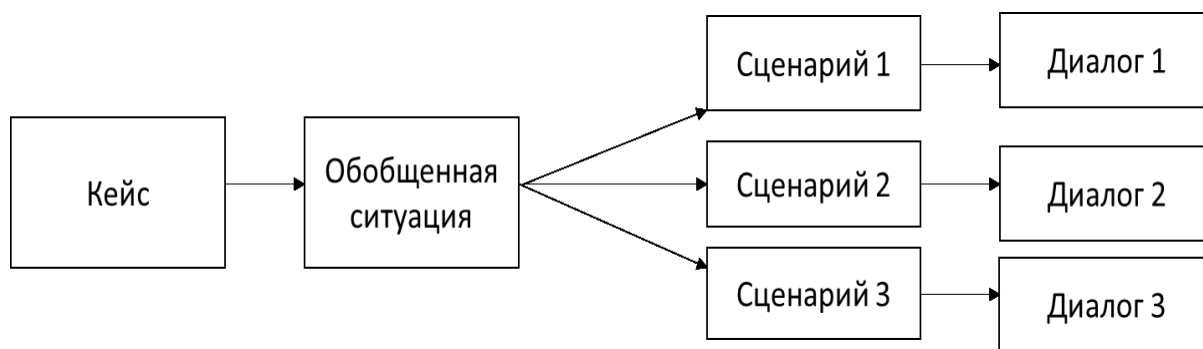 Кейс
Обобщенная
ситуация
Сценарий 1
Диалог 1
Сценарий 2
Диалог 2
Сценарий 3
Диалог 3